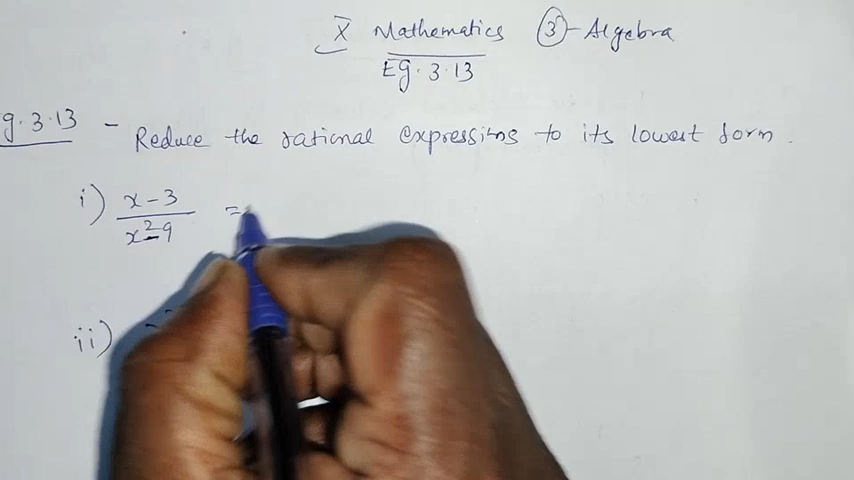 X Mathematics ③-Algebra
Eg. 3.13
g. 3.13 - Reduce the rational expressions to its lowest form.
i) x-3 / x²-9 =
ii)